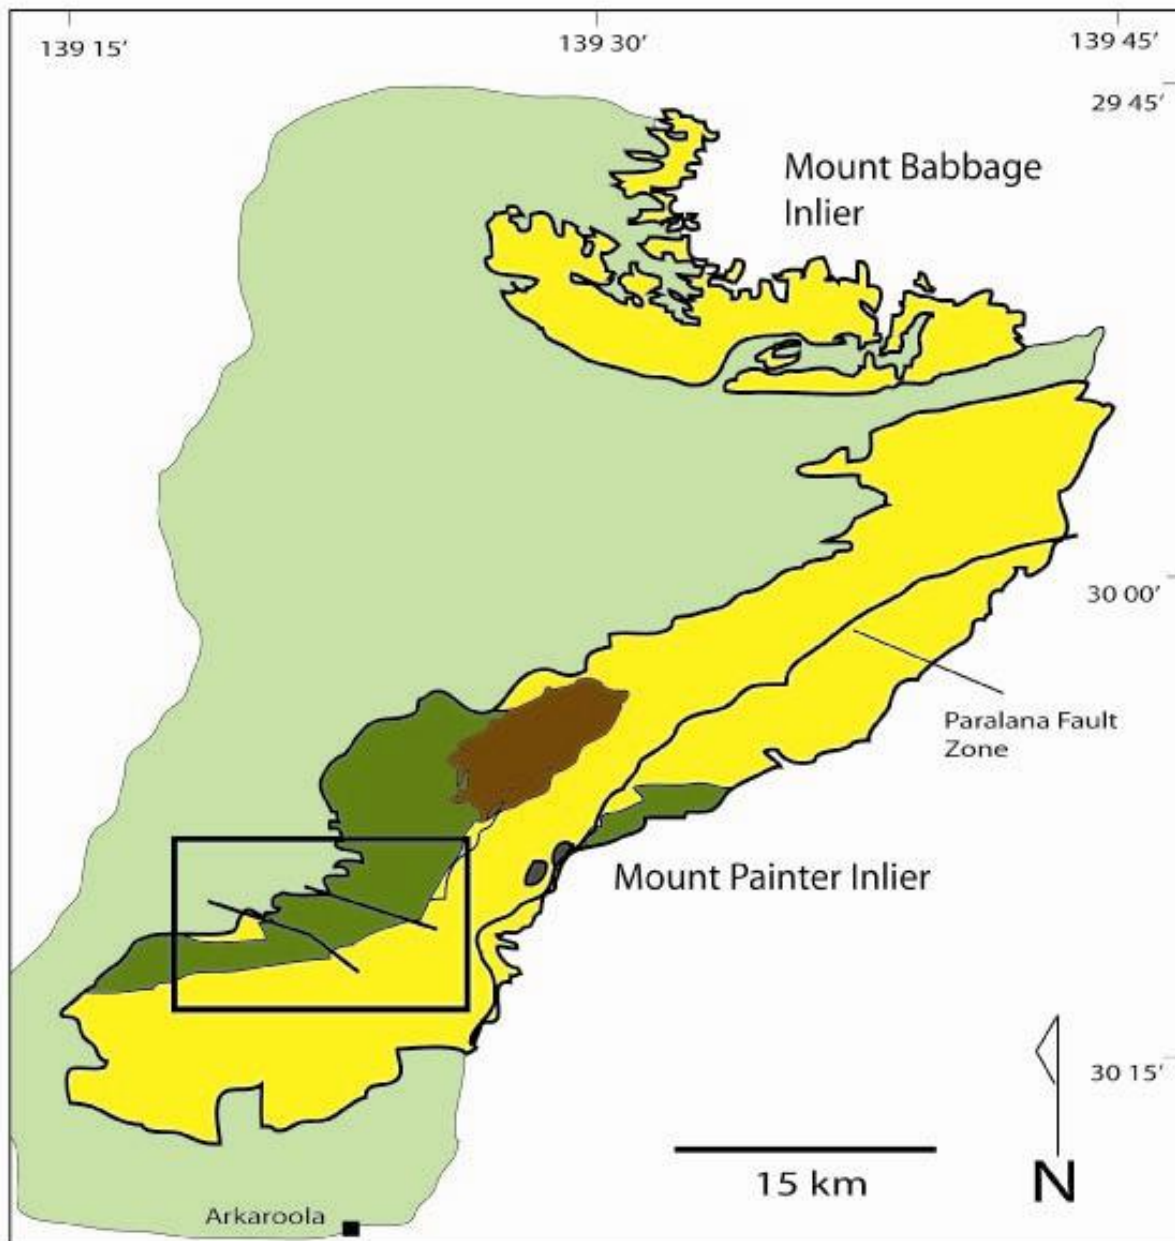 139 15’
139 30’
139 45’
29 45’
Mount Babbage
Inlier
30 00’
Paralana Fault
Zone
Mount Painter Inlier
30 15’
15 km
N
Arkaroola